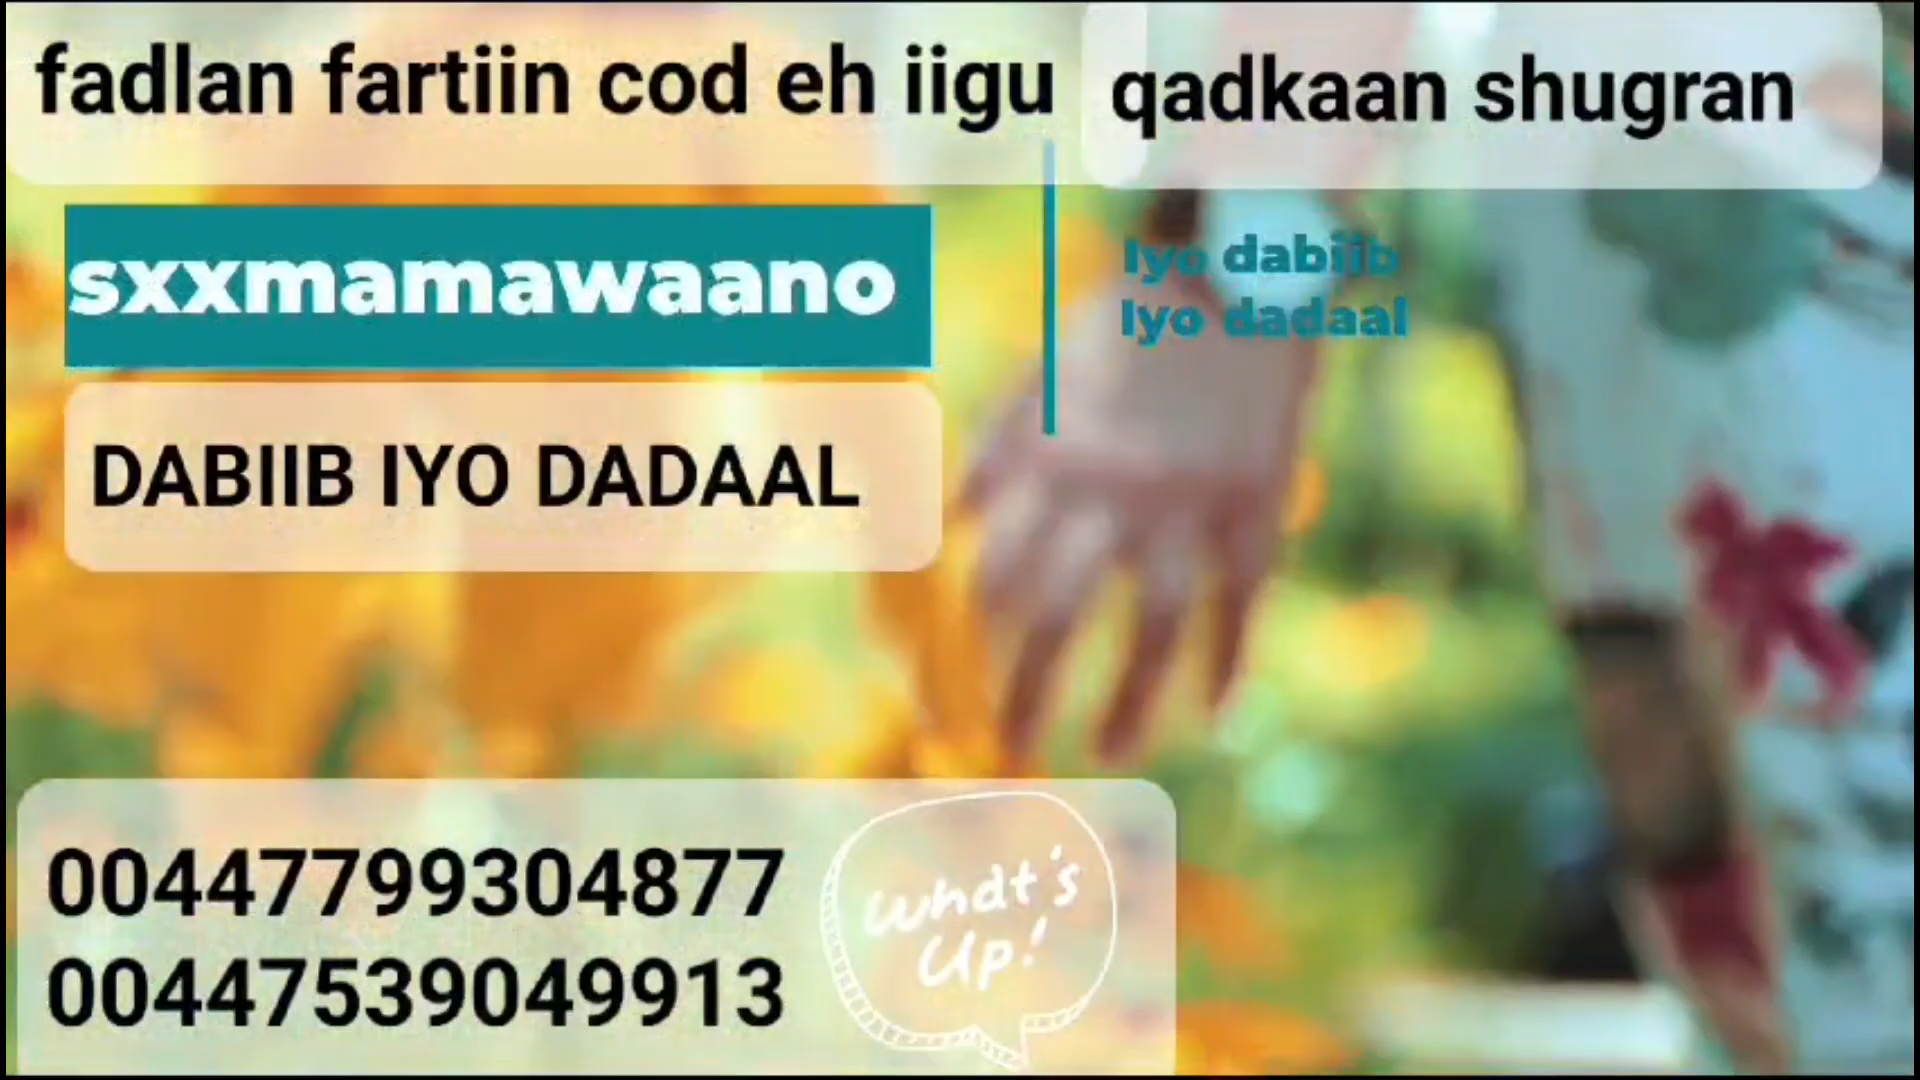 fadlan fartiin cod eh iigu qadkaan shugran
sxxmamawaano
Iyo dabiib
Iyo dadaal
DABIIB IYO DADAAL
00447799304877
00447539049913
what's
Up!